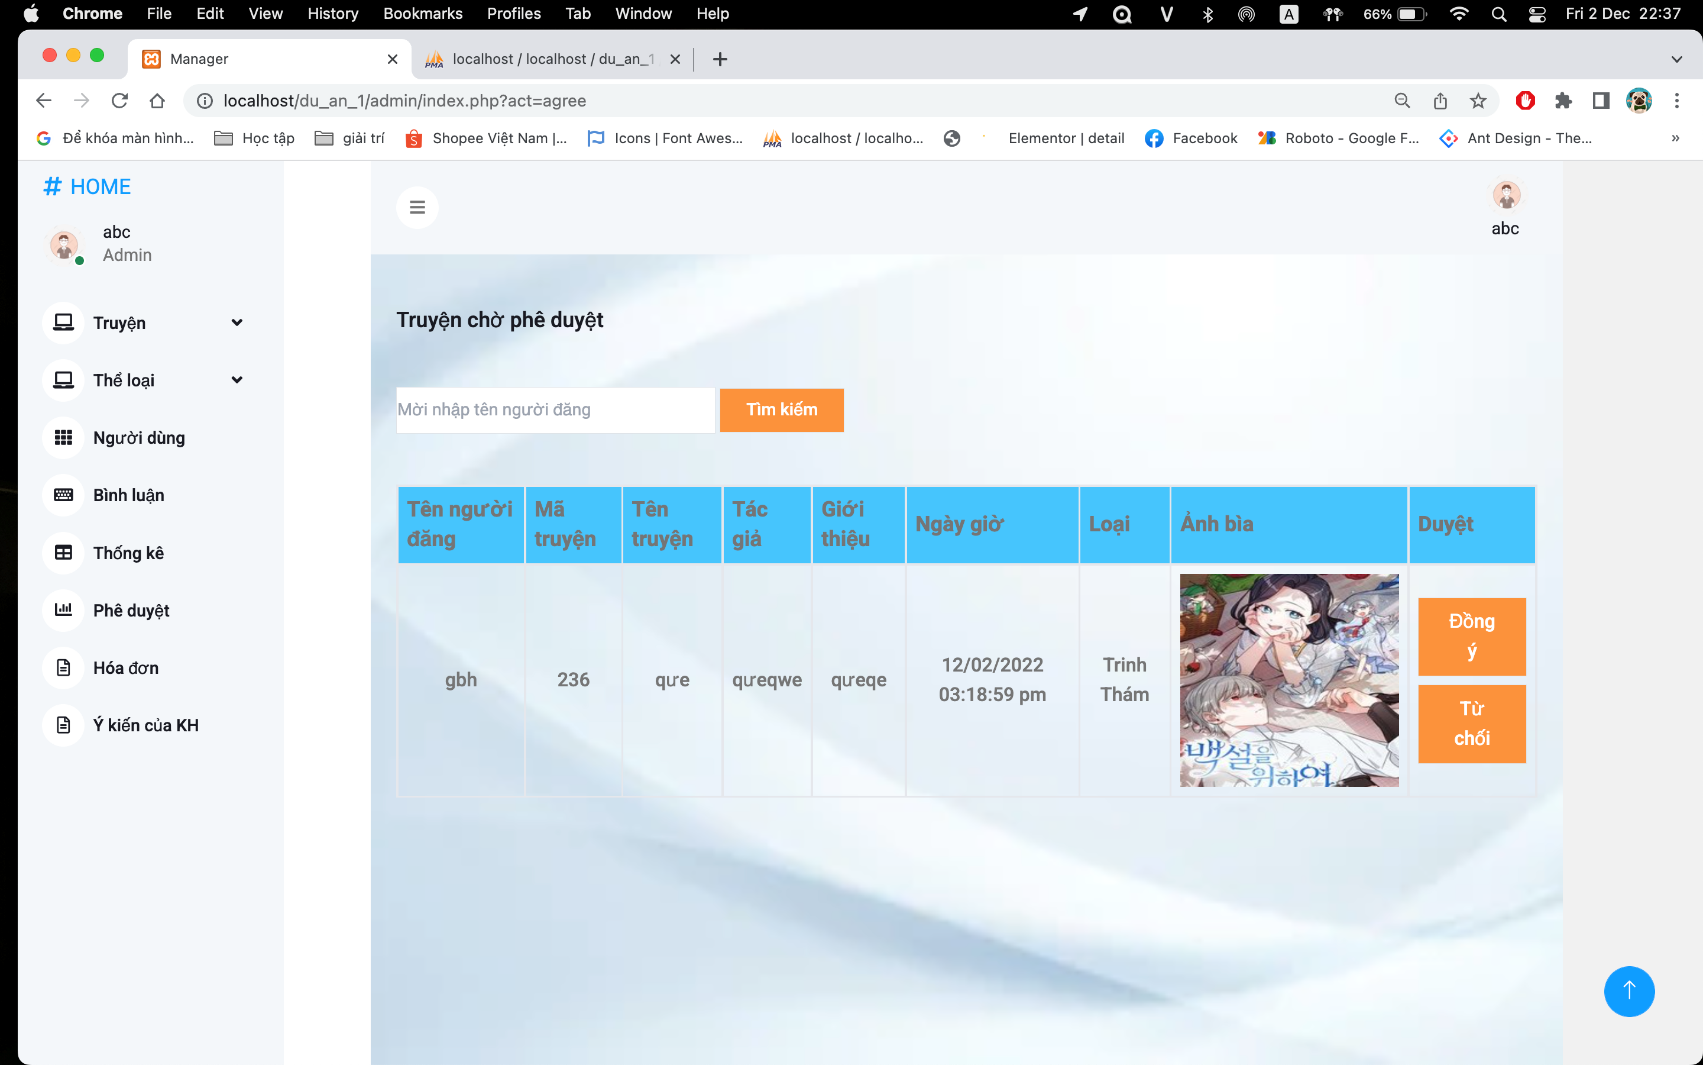 Chrome File Edit View History Bookmarks Profiles Tab Window Help A 66% Fri 2 Dec 22:37
Manager
localhost / localhost / du_an_1
localhost/du_an_1/admin/index.php?act=agree
Để khóa màn hình... Học tập giải trí Shopee Việt Nam |... Icons | Font Awes... localhost / localho... Elementor | detail Facebook Roboto - Google F... Ant Design - The... »
# HOME
abc
Admin
Truyện
Thể loại
Người dùng
Bình luận
Thống kê
Phê duyệt
Hóa đơn
Ý kiến của KH
abc
Truyện chờ phê duyệt
Mời nhập tên người đăng
Tìm kiếm
Tên người đăng
Mã truyện
Tên truyện
Tác giả
Giới thiệu
Ngày giờ
Loại
Ảnh bìa
Duyệt
gbh
236
qưe
qưeqwe
qưeqe
12/02/2022
03:18:59 pm
Trinh
Thám
백설을
위하여
Đồng
ý
Từ
chối